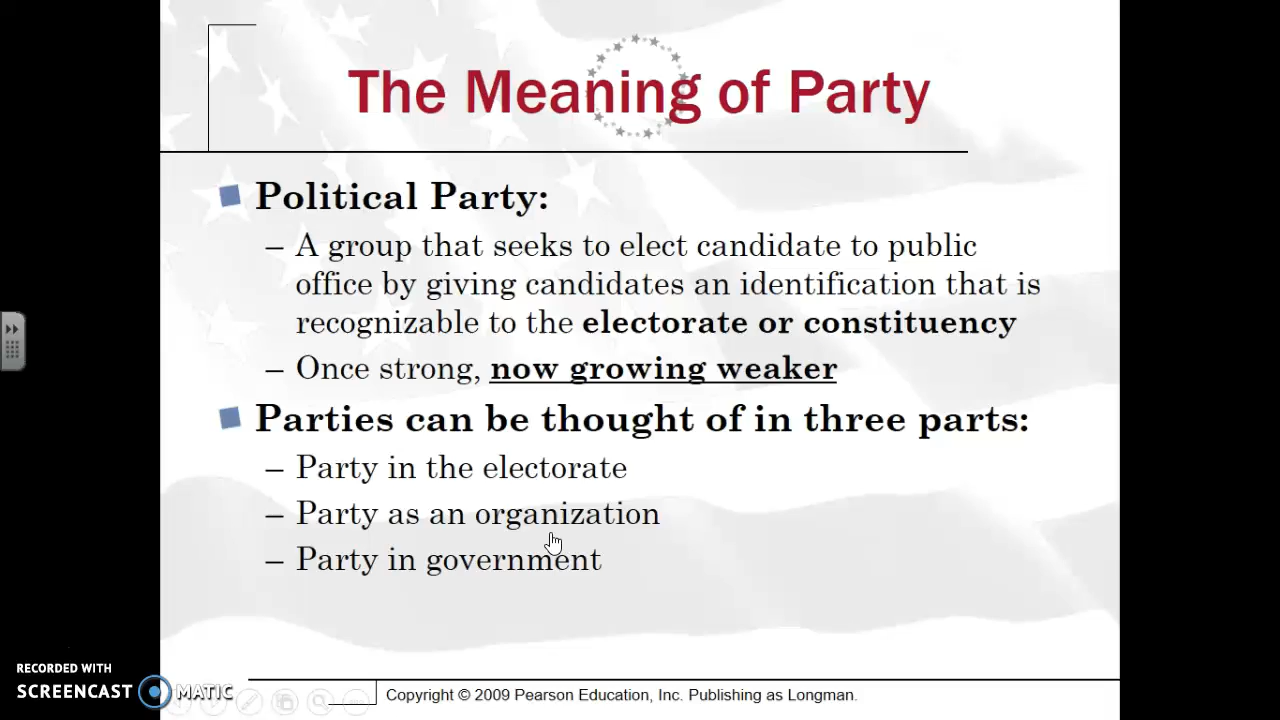 The Meaning of Party
Political Party:
– A group that seeks to elect candidate to public
office by giving candidates an identification that is
recognizable to the electorate or constituency
– Once strong, now growing weaker
Parties can be thought of in three parts:
– Party in the electorate
– Party as an organization
– Party in government
RECORDED WITH
SCREENCAST MATIC
Copyright © 2009 Pearson Education, Inc. Publishing as Longman.